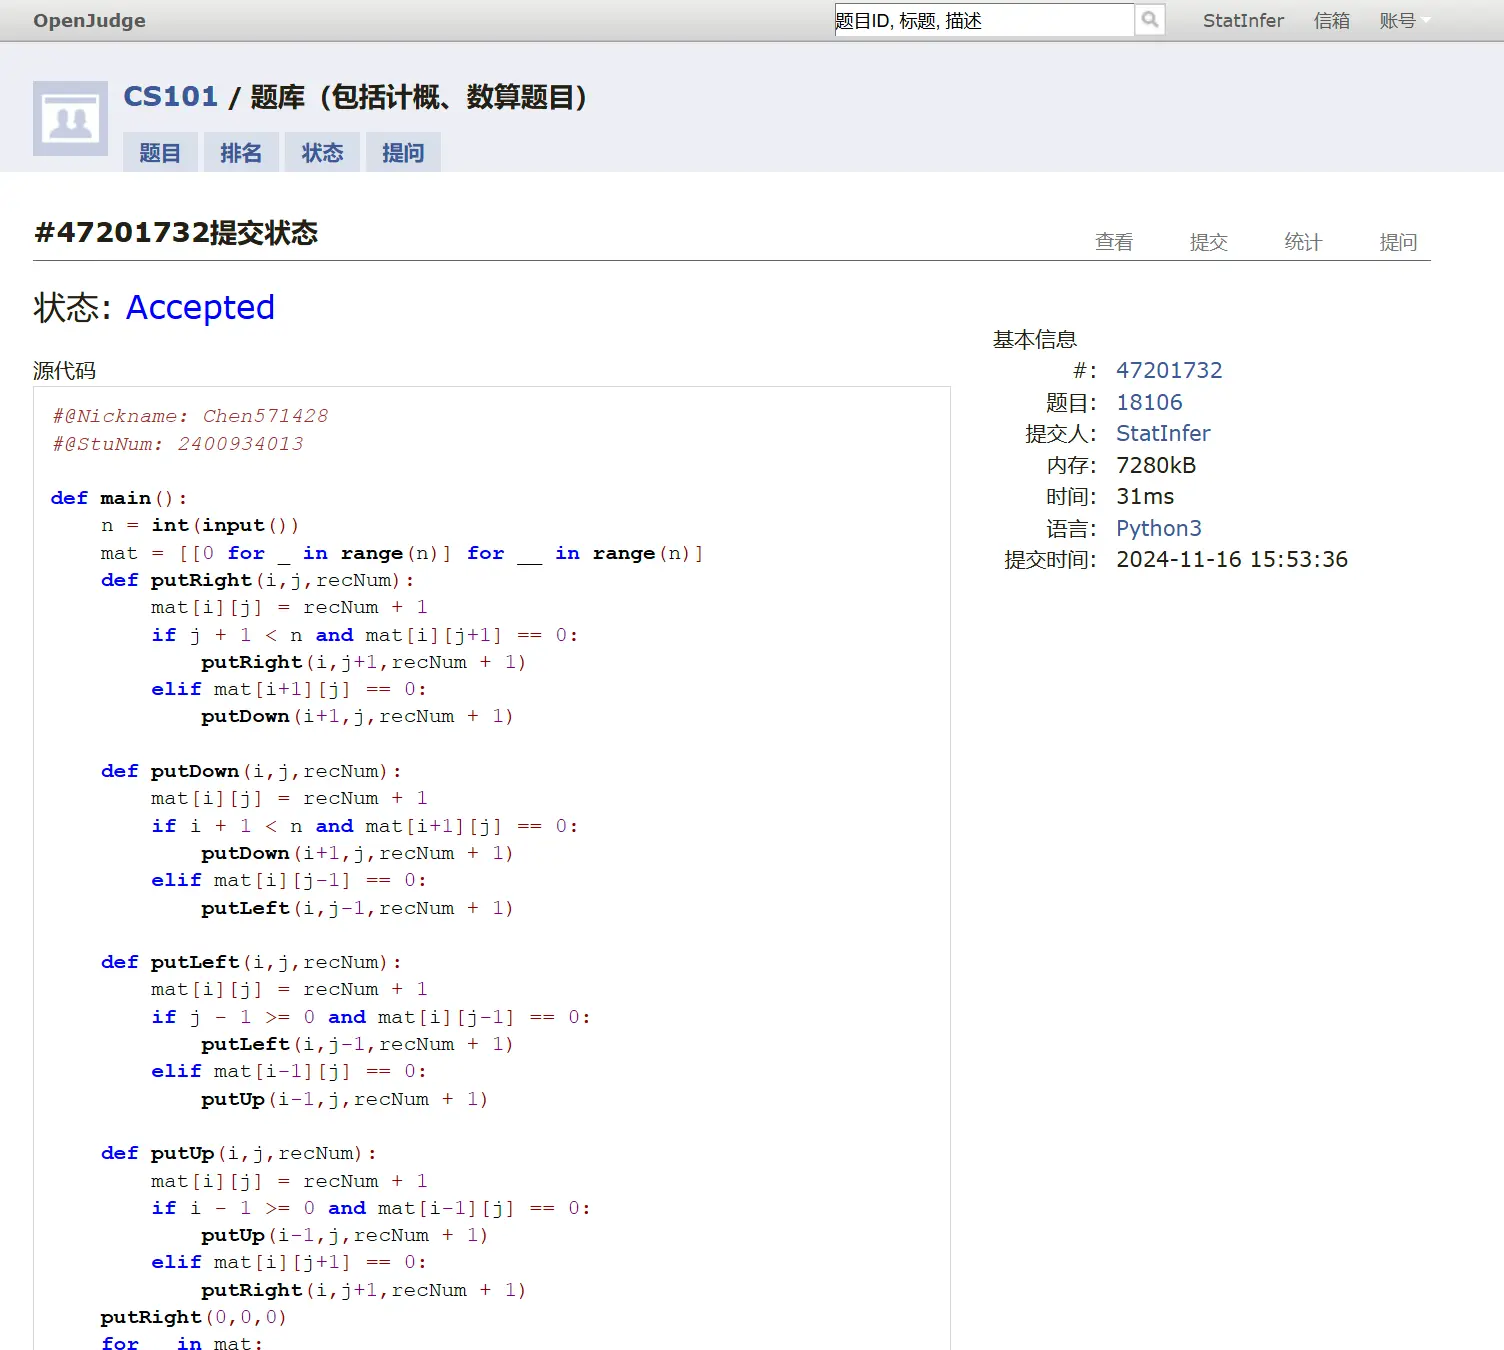 OpenJudge
题目ID, 标题, 描述
StatInfer 信箱 账号
CS101 / 题库（包括计概、数算题目）
题目 排名 状态 提问
#47201732提交状态
查看 提交 统计 提问
状态: Accepted
源代码
#@Nickname: Chen571428
#@StuNum: 2400934013
def main():
    n = int(input())
    mat = [[0 for _ in range(n)] for __ in range(n)]
    def putRight(i,j,recNum):
        mat[i][j] = recNum + 1
        if j + 1 < n and mat[i][j+1] == 0:
            putRight(i,j+1,recNum + 1)
        elif mat[i+1][j] == 0:
            putDown(i+1,j,recNum + 1)
    def putDown(i,j,recNum):
        mat[i][j] = recNum + 1
        if i + 1 < n and mat[i+1][j] == 0:
            putDown(i+1,j,recNum + 1)
        elif mat[i][j-1] == 0:
            putLeft(i,j-1,recNum + 1)
    def putLeft(i,j,recNum):
        mat[i][j] = recNum + 1
        if j - 1 >= 0 and mat[i][j-1] == 0:
            putLeft(i,j-1,recNum + 1)
        elif mat[i-1][j] == 0:
            putUp(i-1,j,recNum + 1)
    def putUp(i,j,recNum):
        mat[i][j] = recNum + 1
        if i - 1 >= 0 and mat[i-1][j] == 0:
            putUp(i-1,j,recNum + 1)
        elif mat[i][j+1] == 0:
            putRight(i,j+1,recNum + 1)
    putRight(0,0,0)
    for   in mat:
基本信息
#: 47201732
题目: 18106
提交人: StatInfer
内存: 7280kB
时间: 31ms
语言: Python3
提交时间: 2024-11-16 15:53:36